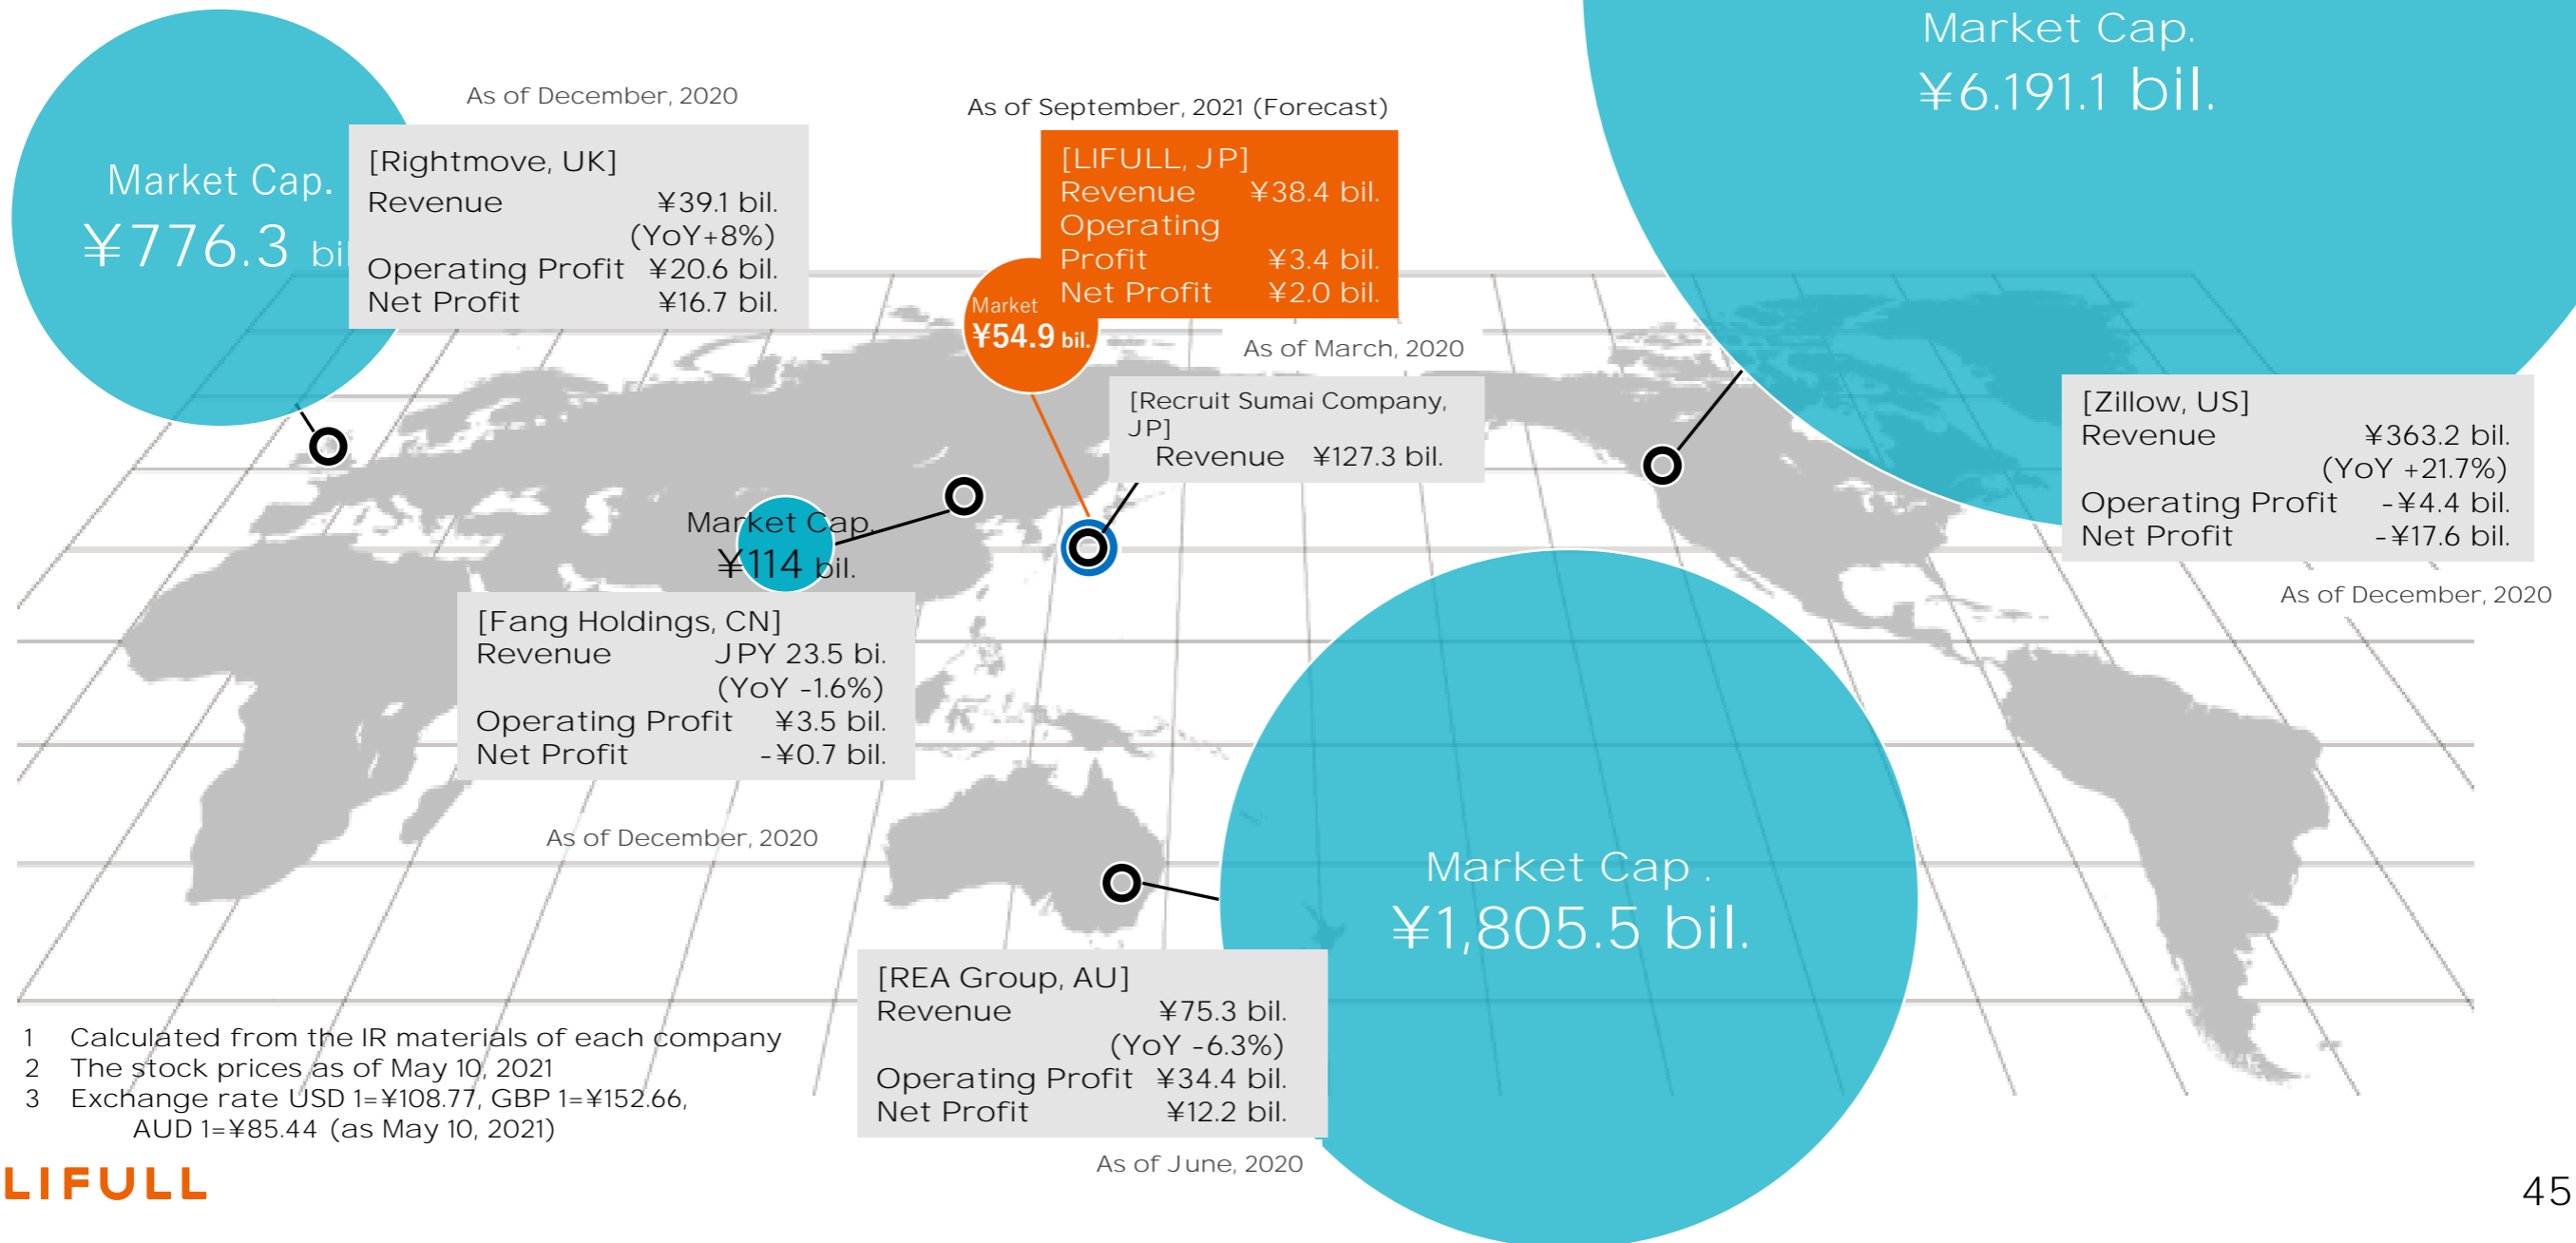 Market Cap.
¥6.191.1 bil.
As of December, 2020
Market Cap.
¥776.3 bil
[Rightmove, UK]
Revenue ¥39.1 bil.
(YoY+8%)
Operating Profit ¥20.6 bil.
Net Profit ¥16.7 bil.
As of September, 2021 (Forecast)
[LIFULL, JP]
Revenue ¥38.4 bil.
Operating
Profit ¥3.4 bil.
Net Profit ¥2.0 bil.
Market
¥54.9 bil.
As of March, 2020
[Recruit Sumai Company,
JP]
Revenue ¥127.3 bil.
[Zillow, US]
Revenue ¥363.2 bil.
(YoY +21.7%)
Operating Profit -¥4.4 bil.
Net Profit -¥17.6 bil.
As of December, 2020
Market Cap.
¥114 bil.
[Fang Holdings, CN]
Revenue JPY 23.5 bi.
(YoY -1.6%)
Operating Profit ¥3.5 bil.
Net Profit -¥0.7 bil.
As of December, 2020
Market Cap .
¥1,805.5 bil.
[REA Group, AU]
Revenue ¥75.3 bil.
(YoY -6.3%)
Operating Profit ¥34.4 bil.
Net Profit ¥12.2 bil.
As of June, 2020
1 Calculated from the IR materials of each company
2 The stock prices as of May 10, 2021
3 Exchange rate USD 1=¥108.77, GBP 1=¥152.66,
AUD 1=¥85.44 (as May 10, 2021)
LIFULL
45